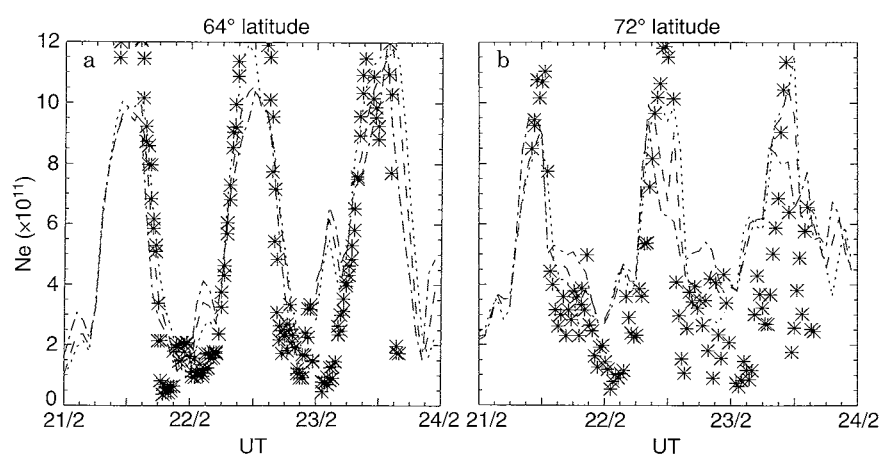 64° latitude
72° latitude
a
b
Ne (×10¹¹)
12
10
8
6
4
2
0
21/2
22/2
23/2
24/2
21/2
22/2
23/2
24/2
UT
UT